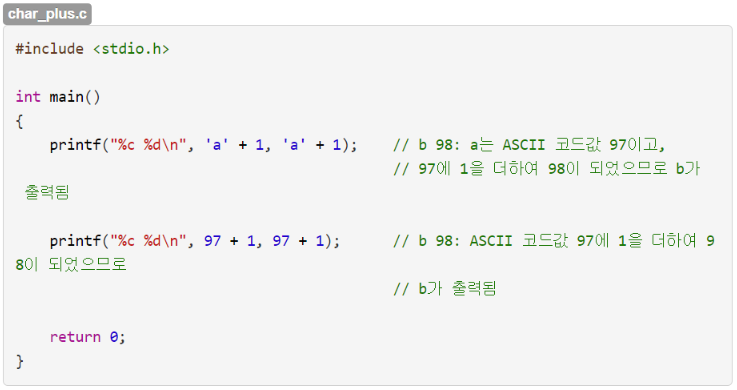 char_plus.c
#include <stdio.h>
int main()
{
printf("%c %d\n", 'a' + 1, 'a' + 1);    // b 98: a는 ASCII 코드값 97이고,
// 97에 1을 더하여 98이 되었으므로 b가
출력됨
printf("%c %d\n", 97 + 1, 97 + 1);      // b 98: ASCII 코드값 97에 1을 더하여 9
8이 되었으므로
// b가 출력됨
return 0;
}